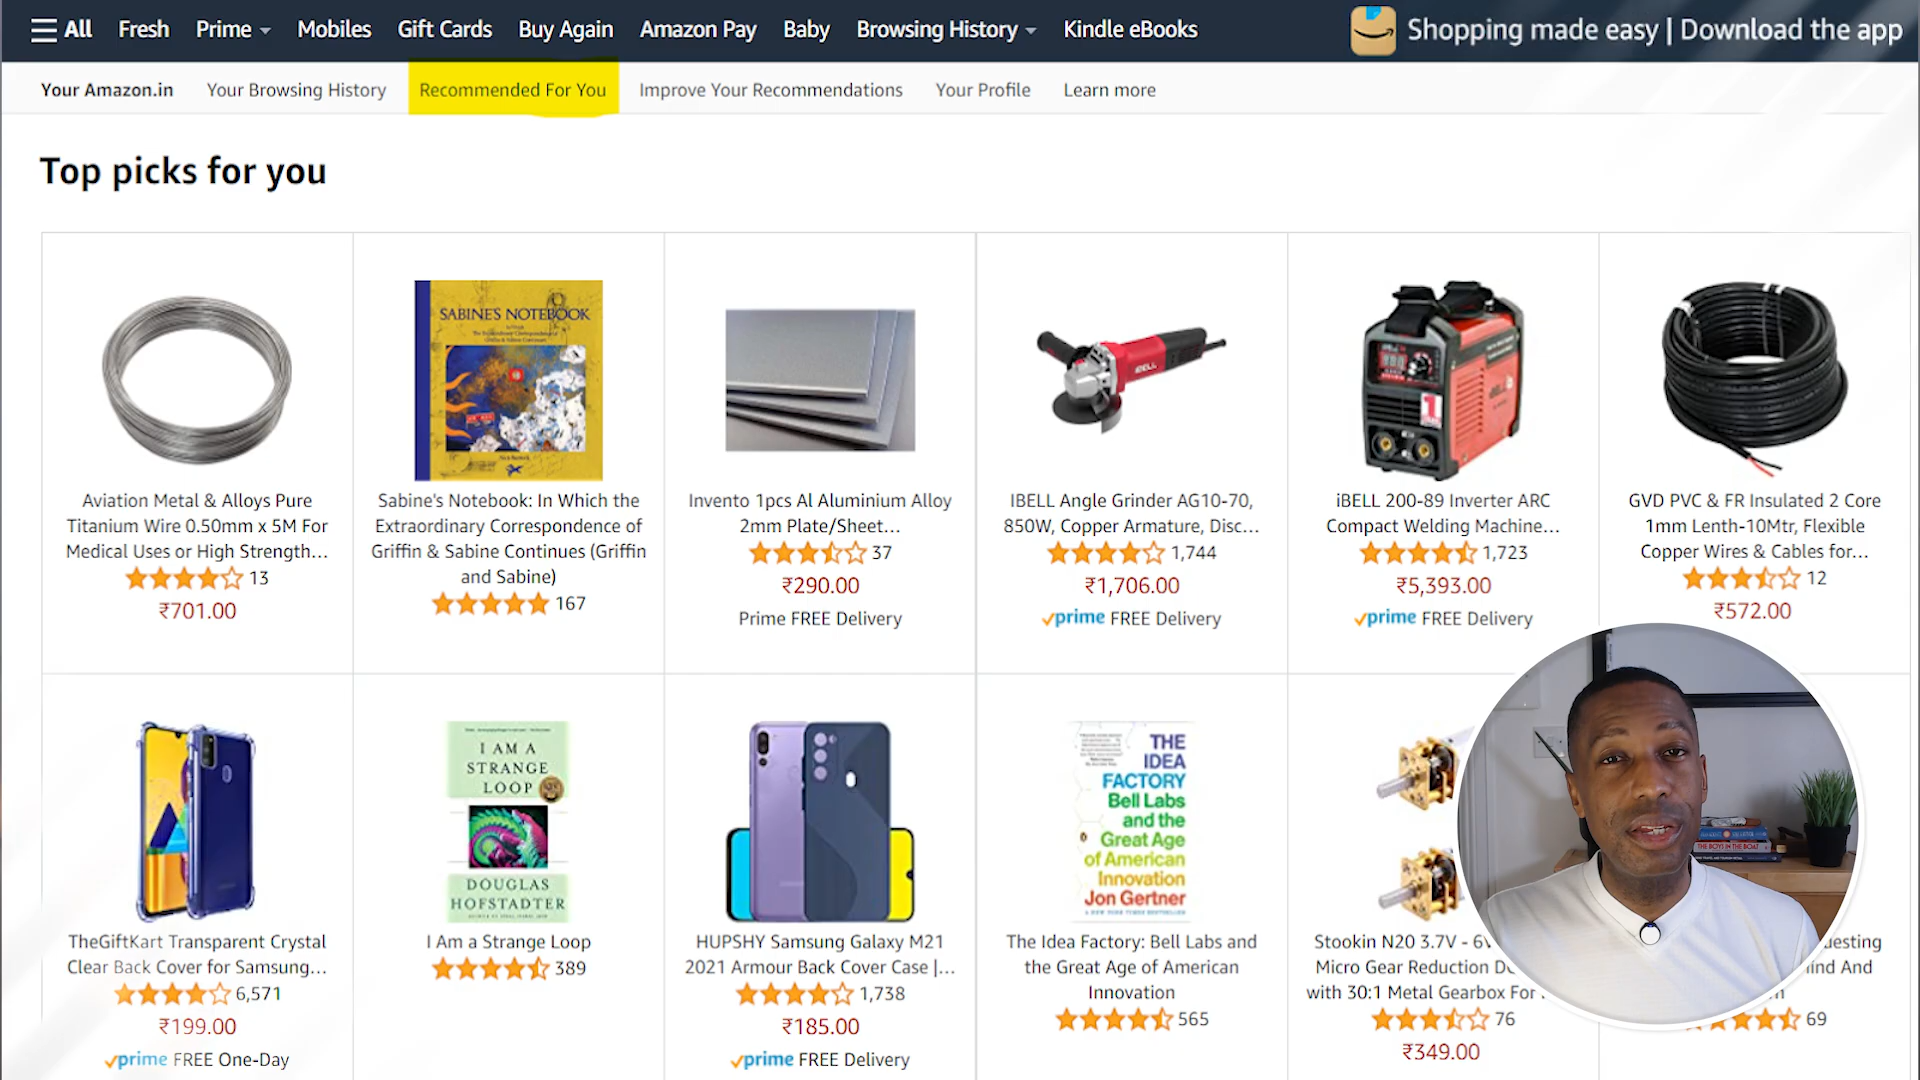 All Fresh Prime Mobiles Gift Cards Buy Again Amazon Pay Baby Browsing History Kindle eBooks Shopping made easy | Download the app
Your Amazon.in Your Browsing History Recommended For You Improve Your Recommendations Your Profile Learn more
Top picks for you
SABINE'S NOTEBOOK
iBELL
Aviation Metal & Alloys Pure
Titanium Wire 0.50mm x 5M For
Medical Uses or High Strength...
13
₹701.00
Sabine's Notebook: In Which the
Extraordinary Correspondence of
Griffin & Sabine Continues (Griffin
and Sabine)
167
Invento 1pcs Al Aluminium Alloy
2mm Plate/Sheet...
37
₹290.00
Prime FREE Delivery
IBELL Angle Grinder AG10-70,
850W, Copper Armature, Disc...
1,744
₹1,706.00
prime FREE Delivery
iBELL 200-89 Inverter ARC
Compact Welding Machine...
1,723
₹5,393.00
prime FREE Delivery
GVD PVC & FR Insulated 2 Core
1mm Lenth-10Mtr, Flexible
Copper Wires & Cables for...
12
₹572.00
TheGiftKart Transparent Crystal
Clear Back Cover for Samsung...
6,571
₹199.00
prime FREE One-Day
I AM A
STRANGE
LOOP
DOUGLAS
HOFSTADTER
I Am a Strange Loop
389
HUPSHY Samsung Galaxy M21
2021 Armour Back Cover Case |...
1,738
₹185.00
prime FREE Delivery
THE
IDEA
FACTORY
Bell Labs
and the
Great Age
of American
Innovation
Jon Gertner
The Idea Factory: Bell Labs and
the Great Age of American
Innovation
565
Stookin N20 3.7V - 6V
Micro Gear Reduction
with 30:1 Metal Gearbox For
76
₹349.00
And
69
THE BOYS IN THE BOAT